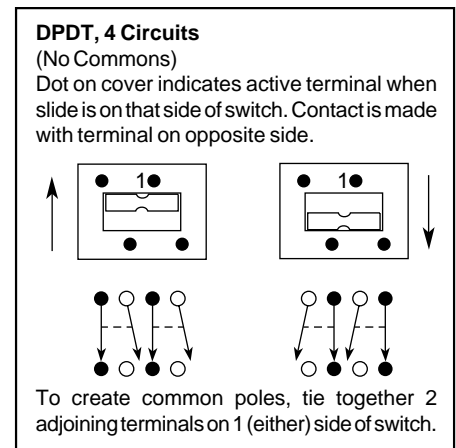 DPDT, 4 Circuits
(No Commons)
Dot on cover indicates active terminal when
slide is on that side of switch. Contact is made
with terminal on opposite side.
1 1
To create common poles, tie together 2
adjoining terminals on 1 (either) side of switch.